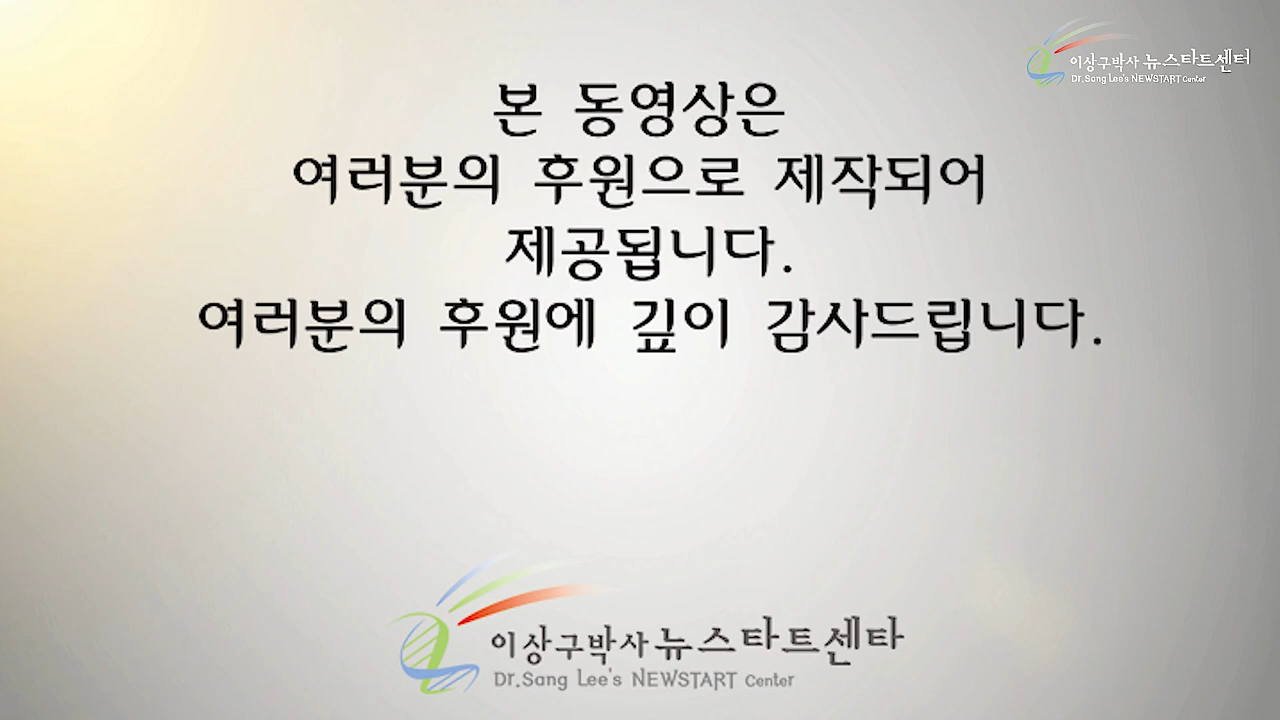 이상구박사 뉴스타트센터
Dr.Sang Lee's NEWSTART Center
본 동영상은
여러분의 후원으로 제작되어
제공됩니다.
여러분의 후원에 깊이 감사드립니다.
이상구박사 뉴스타트센타
Dr.Sang Lee's NEWSTART Center